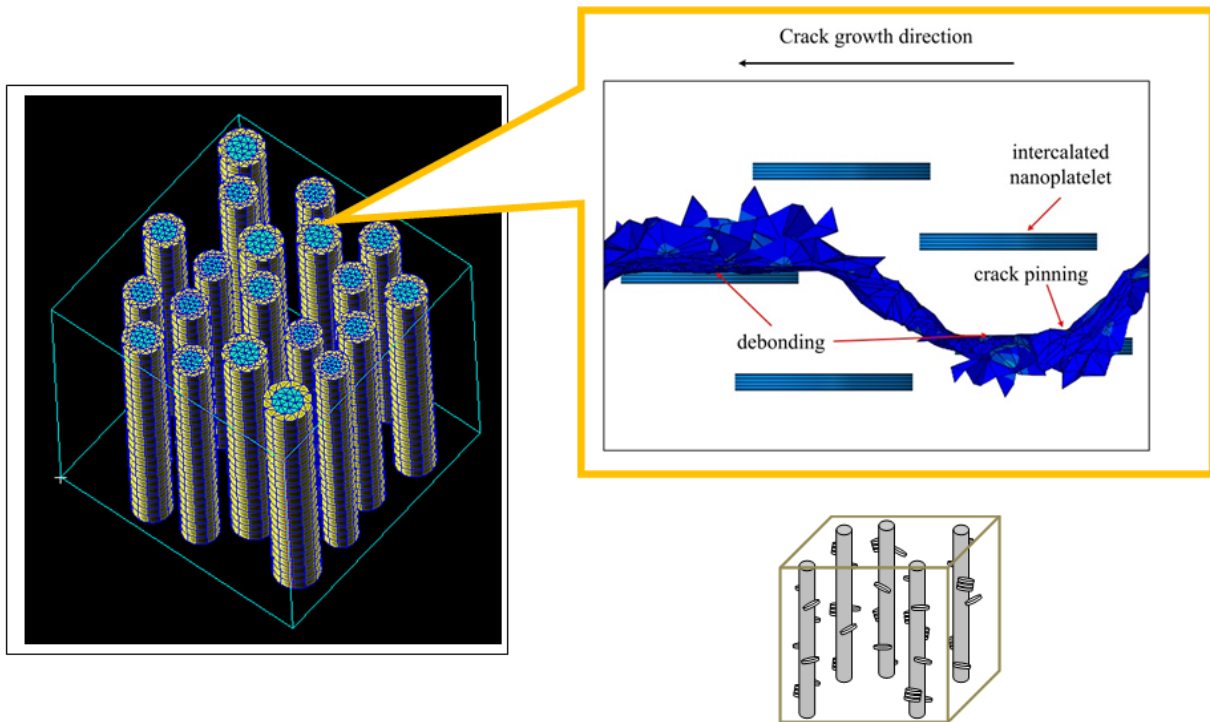 Crack growth direction
intercalated
nanoplatelet
crack pinning
debonding